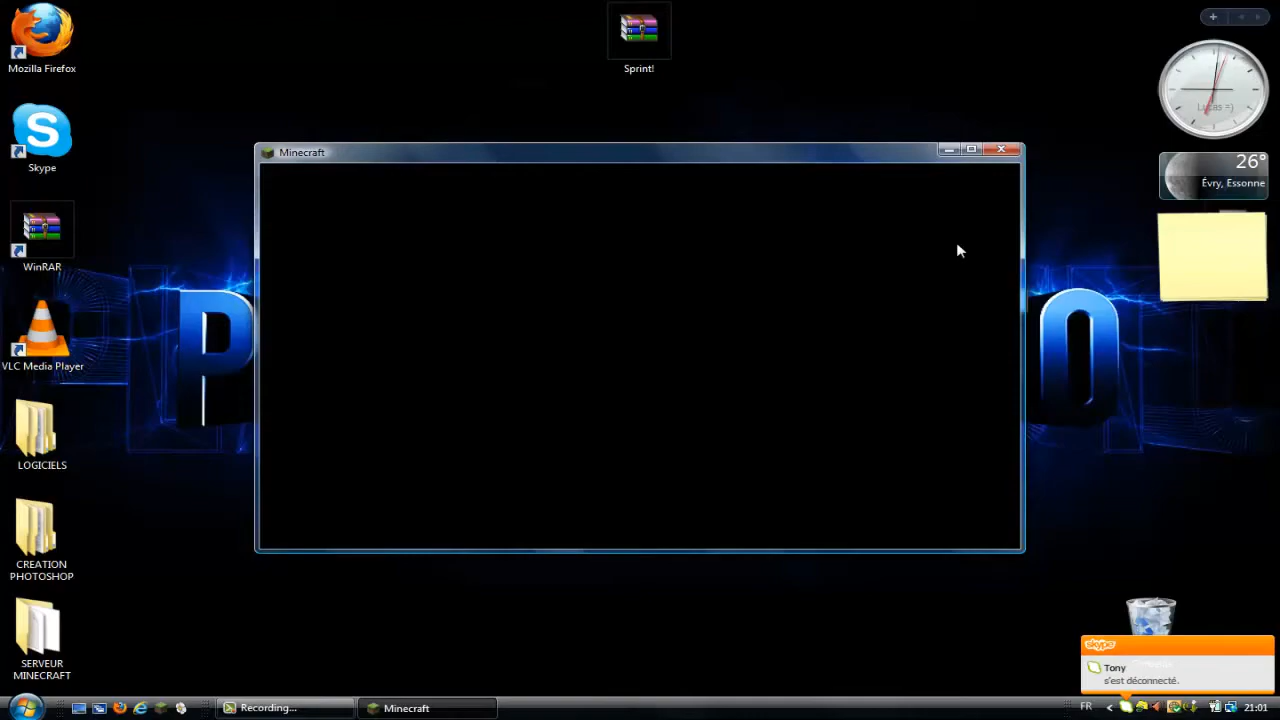 Mozilla Firefox
Sprint!
Lucas =)
Skype
26°
Évry, Essonne
Minecraft
WinRAR
VLC Media Player
P
O
LOGICIELS
CREATION
PHOTOSHOP
SERVEUR
MINECRAFT
skype
Tony
s'est déconnecté.
Recording...
Minecraft
FR
21:01